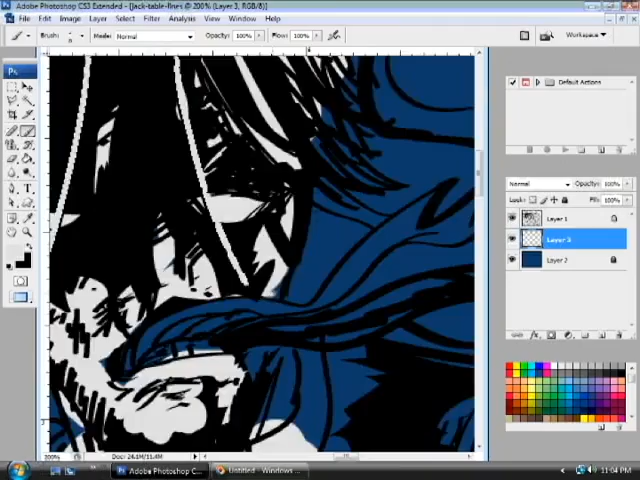 Adobe Photoshop CS3 Extended - [jack-table-lines @ 200% (Layer 3, RGB/8)]
File Edit Image Layer Select Filter Analysis View Window Help
Brush: Mode: Normal Opacity: 100% Flow: 100% Workspace
Ps
Default Actions
Normal Opacity: 100%
Lock: Fill: 100%
Layer 1
Layer 3
Layer 2
200% Doc: 24.1M/11.4M
Adobe Photoshop C... Untitled - Windows ... 11:04 PM